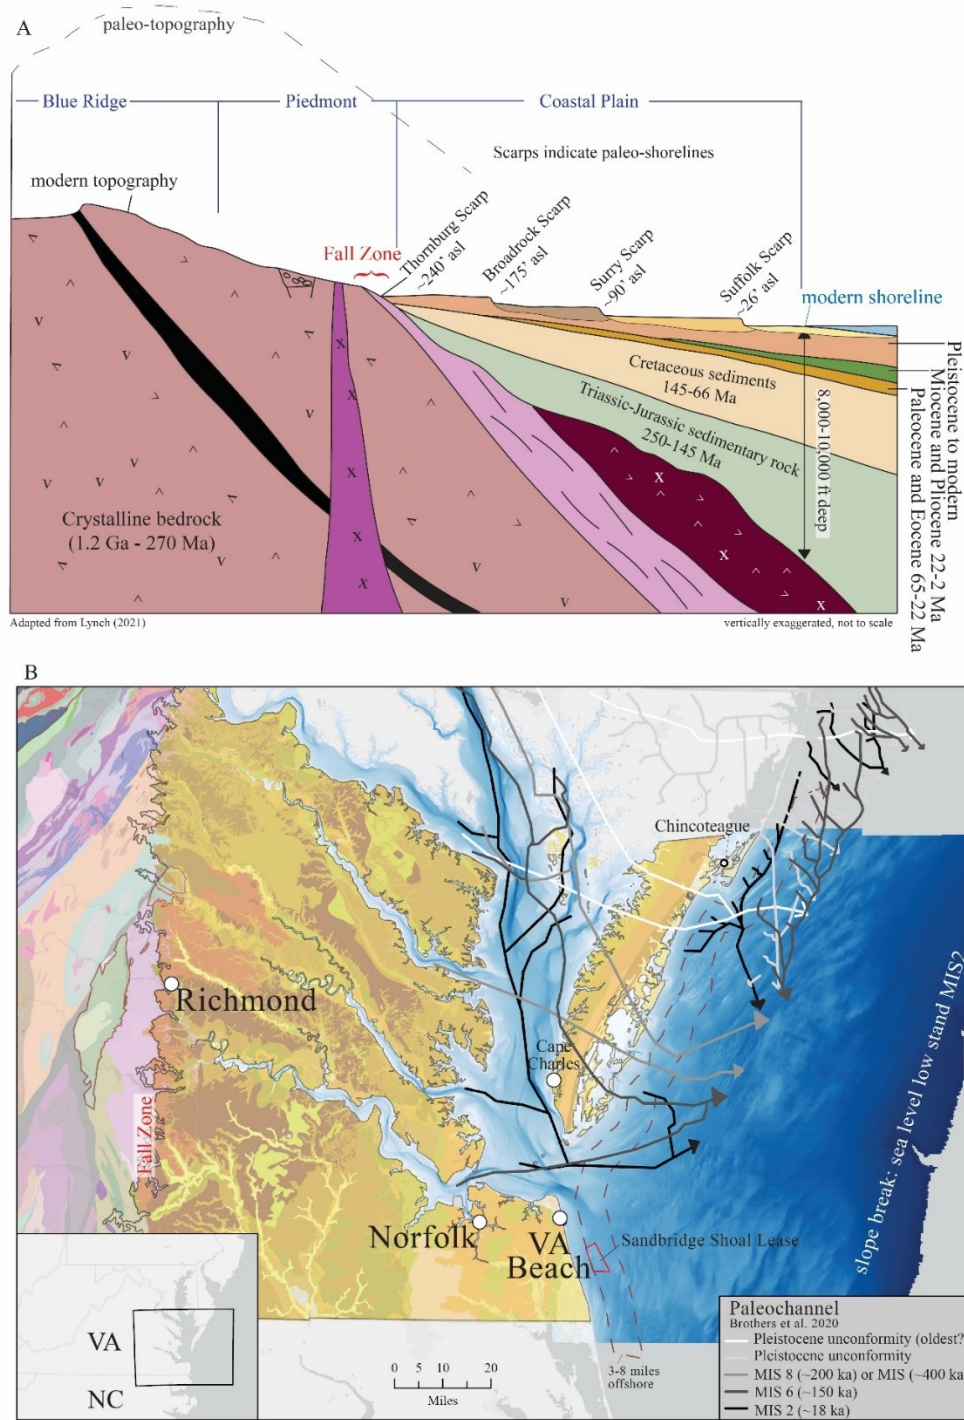 A
paleo-topography
Blue Ridge
Piedmont
Coastal Plain
Scarps indicate paleo-shorelines
modern topography
Fall Zone
Thornburg Scarp
~240' asl
Broadrock Scarp
~175' asl
Surry Scarp
~90' asl
Suffolk Scarp
~26' asl
modern shoreline
Cretaceous sediments
145-66 Ma
Triassic-Jurassic sedimentary rock
250-145 Ma
8,000-10,000 ft deep
Pleistocene to modern
Miocene and Pliocene 22-2 Ma
Paleocene and Eocene 65-22 Ma
Crystalline bedrock
(1.2 Ga - 270 Ma)
Adapted from Lynch (2021)
vertically exaggerated, not to scale
B
Chincoteague
Richmond
Cape
Charles
Fall Zone
Norfolk
VA
Beach
Sandbridge Shoal Lease
slope break: sea level low stand MIS2
3-8 miles
offshore
VA
NC
0 5 10 20
Miles
Paleochannel
Brothers et al. 2020
Pleistocene unconformity (oldest?
Pleistocene unconformity
MIS 8 (~200 ka) or MIS (~400 ka
MIS 6 (~150 ka)
MIS 2 (~18 ka)